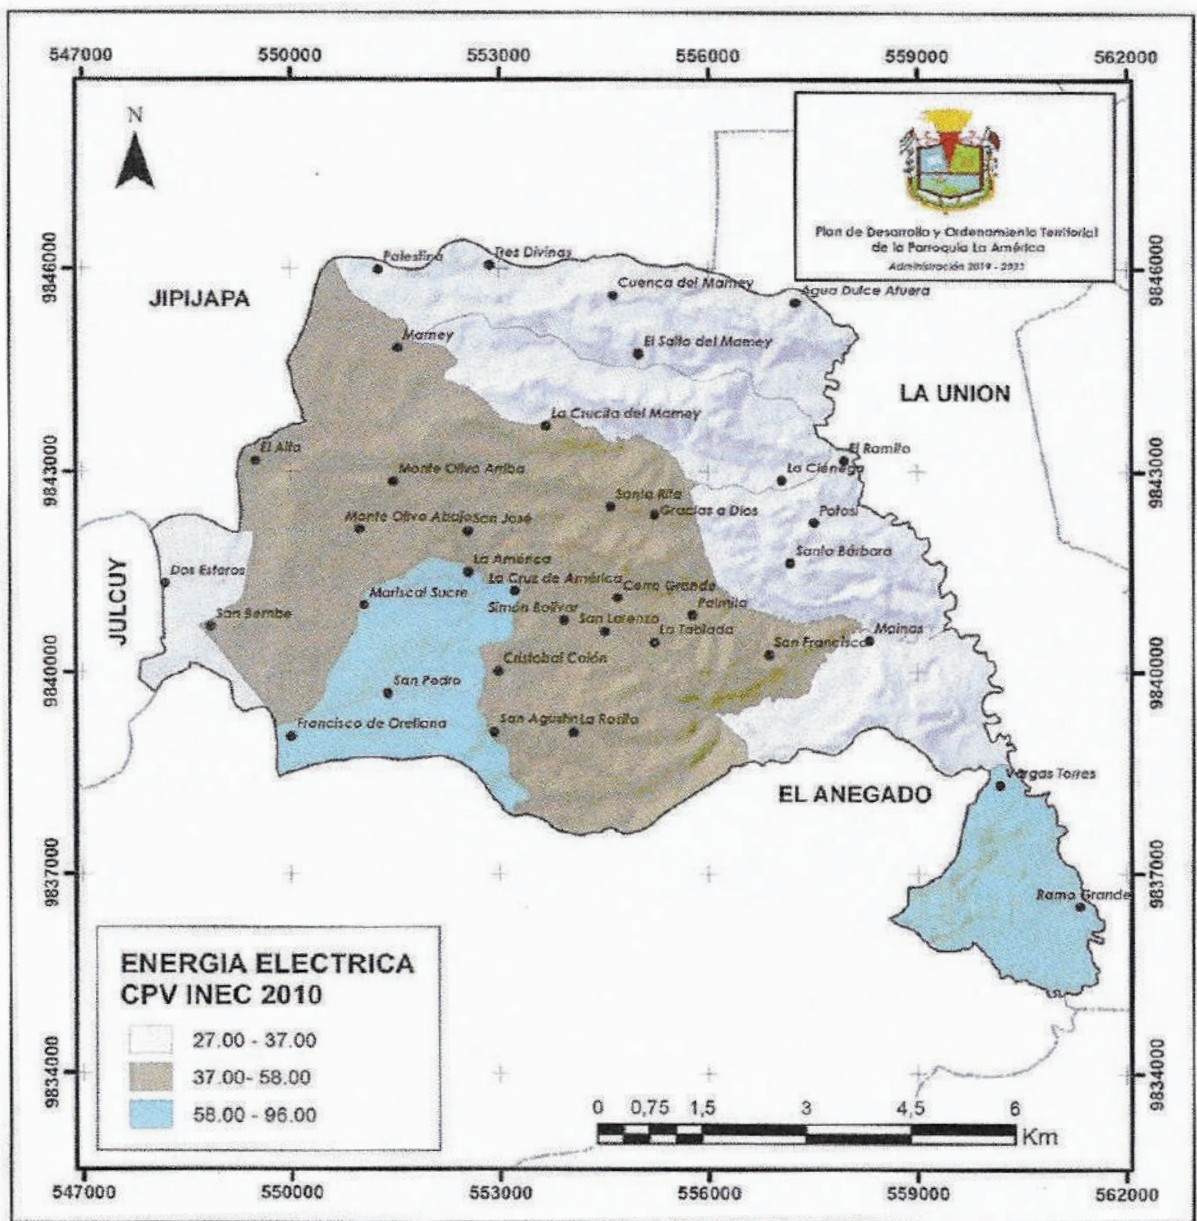 547000 550000 553000 556000 559000 562000
N
Plan de Desarrollo y Ordenamiento Territorial
de la Parroquia La América
Administración 2019 -
9846000 9846000
Palestina Tres Divinas
Cuenca del Mamey
Agua Dulce Afuera
JIPIJAPA
Mamey
El Salto del Mamey
LA UNION
La Crucita del Mamey
El Alfa
El Ramito
9843000 9843000
Monte Olivo Arriba
La Ciénega
Santa Rita
Gracias a Dios
Potosí
Monte Olivo Abajo San José
Santa Bárbara
La América
Dos Esteros
La Cruz de América
Cerro Grande
JULCUY
Mariscal Sucre
Simón Bolívar
Palmita
San Bembe
San Lorenzo
La Tablada
Mainas
San Francisco
9840000 9840000
Cristobal Colón
San Pedro
Francisco de Orellana
San Agustin La Rosita
Vargas Torres
EL ANEGADO
9837000 9837000
Ramo Grande
ENERGIA ELECTRICA
CPV INEC 2010
27.00 - 37.00
37.00- 58.00
58.00 - 96.00
9834000 9834000
0 0,75 1,5 3 4,5 6
Km
547000 550000 553000 556000 559000 562000